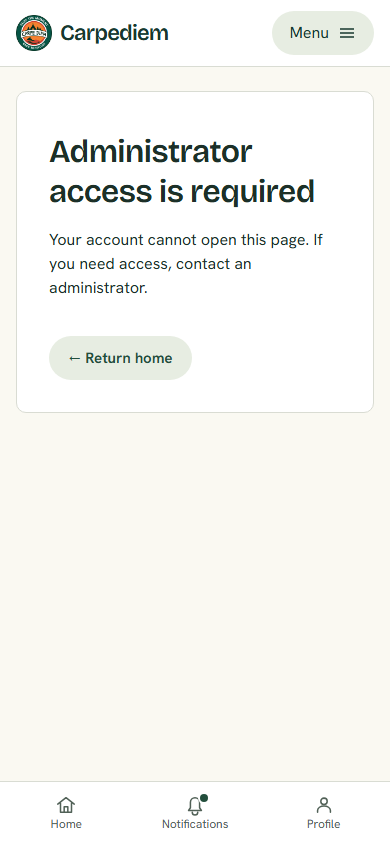 Carpediem
Menu
Administrator
access is required
Your account cannot open this page. If
you need access, contact an
administrator.
← Return home
Home
Notifications
Profile